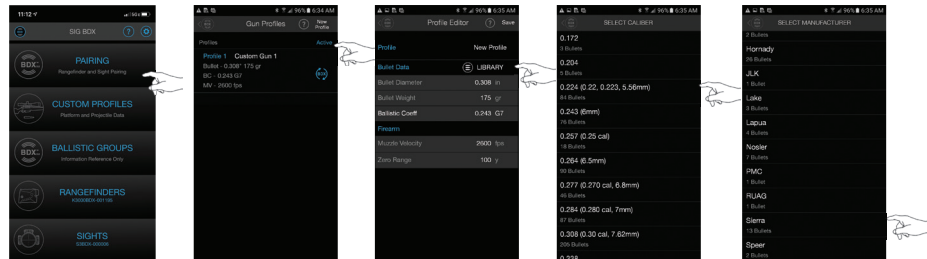 11:12
SIG BOX
PAIRING
Rangefinder and Sight Pairing
CUSTOM PROFILES
Platform and Projectile Data
BALLISTIC GROUPS
Information Reference Only
RANGEFINDERS
SIGHTS
96% 6:34 AM
Gun Profiles
?
New
Profile
Profiles
Active
Profile 1 Custom Gun 1
Bullet - 0.308" 175 gr
BC - 0.243 G7
MV - 2600 fps
BDX
96% 6:35 AM
Profile Editor
?
Save
Profile
New Profile
Bullet Data
LIBRARY
Bullet Diameter
0.308 in
Bullet Weight
175 gr
Ballistic Coeff
0.243 G7
Firearm
Muzzle Velocity
2600 fps
Zero Range
100 y
96% 6:35 AM
SELECT CALIBER
0.172
3 Bullets
0.204
5 Bullets
0.224 (0.22, 0.223, 5.56mm)
84 Bullets
0.243 (6mm)
76 Bullets
0.257 (0.25 cal)
18 Bullets
0.264 (6.5mm)
90 Bullets
0.277 (0.270 cal, 6.8mm)
46 Bullets
0.284 (0.280 cal, 7mm)
87 Bullets
0.308 (0.30 cal, 7.62mm)
205 Bullets
0.338
96% 6:35 AM
SELECT MANUFACTURER
2 Bullets
Hornady
26 Bullets
JLK
1 Bullet
Lake
3 Bullets
Lapua
4 Bullets
Nosler
7 Bullets
PMC
1 Bullet
RUAG
1 Bullet
Sierra
13 Bullets
Speer
2 Bullets